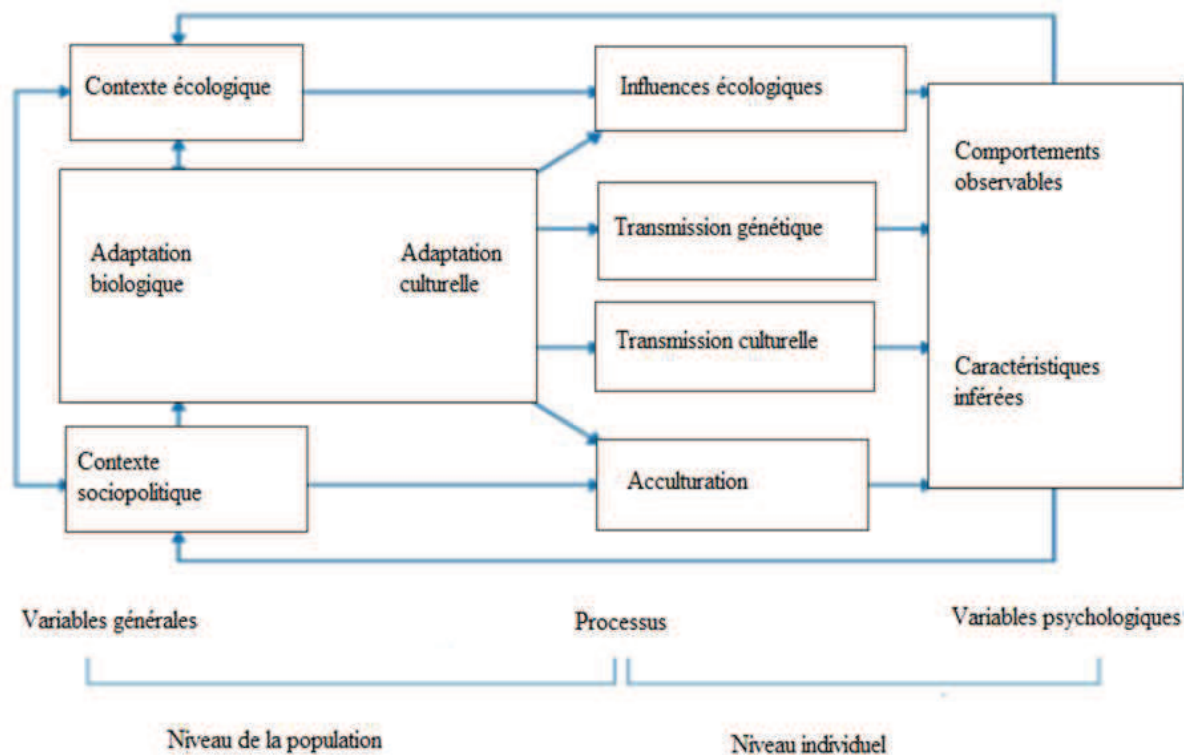 Contexte écologique
Influences écologiques
Comportements
observables
Adaptation
biologique
Adaptation
culturelle
Transmission génétique
Transmission culturelle
Caractéristiques
inférées
Contexte
sociopolitique
Acculturation
Variables générales
Processus
Variables psychologiques
Niveau de la population
Niveau individuel